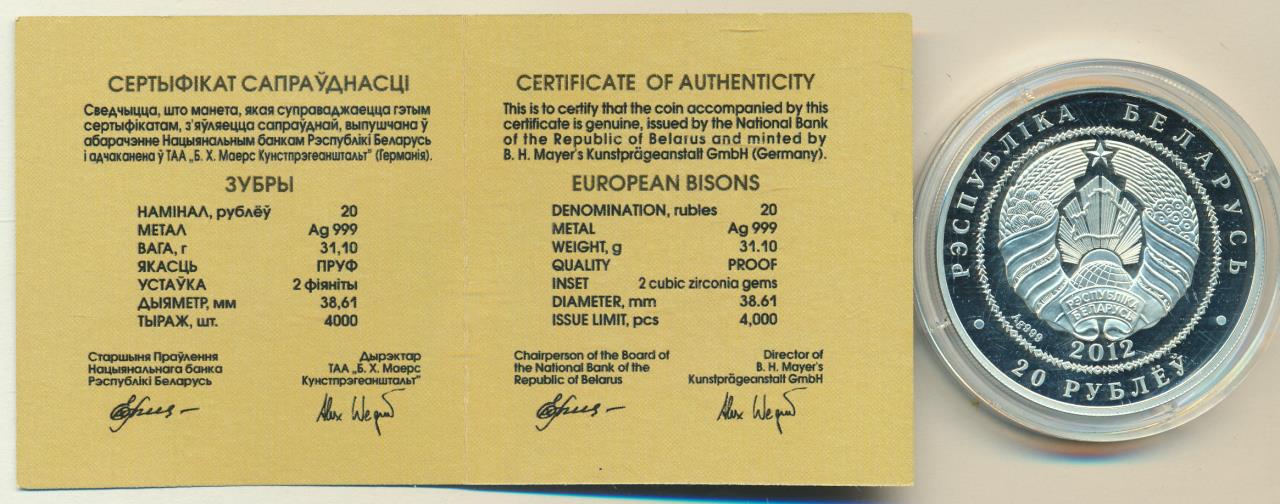 СЕРТЫФІКАТ САПРАЎДНАСЦІ
Сведчыцца, што манета, якая суправаджаецца гэтым
сертыфікатам, з'яўляецца сапраўднай, выпушчана ў
абарачэнне Нацыянальным банкам Рэспублікі Беларусь
і адчаканена ў ТАА „Б. Х. Маерс Кунстпрэгеанштальт" (Германія).
ЗУБРЫ
НАМІНАЛ, рублёў 20
МЕТАЛ Ag 999
ВАГА, г 31,10
ЯКАСЦЬ ПРУФ
УСТАЎКА 2 фіяніты
ДЫЯМЕТР, мм 38,61
ТЫРАЖ, шт. 4000
Старшыня Праўлення
Нацыянальнага банка
Рэспублікі Беларусь
Дырэктар
ТАА „Б. Х. Маерс
Кунстпрэгеанштальт"
CERTIFICATE OF AUTHENTICITY
This is to certify that the coin accompanied by this
certificate is genuine, issued by the National Bank
of the Republic of Belarus and minted by
B. H. Mayer's Kunstprägeanstalt GmbH (Germany).
EUROPEAN BISONS
DENOMINATION, rubles 20
METAL Ag 999
WEIGHT, g 31.10
QUALITY PROOF
INSET 2 cubic zirconia gems
DIAMETER, mm 38.61
ISSUE LIMIT, pcs 4,000
Chairperson of the Board of
the National Bank of the
Republic of Belarus
Director of
B. H. Mayer's
Kunstprägeanstalt GmbH
РЭСПУБЛІКА БЕЛАРУСЬ
РЭСПУБЛІКА
БЕЛАРУСЬ
Ag999
2012
20 РУБЛЁЎ